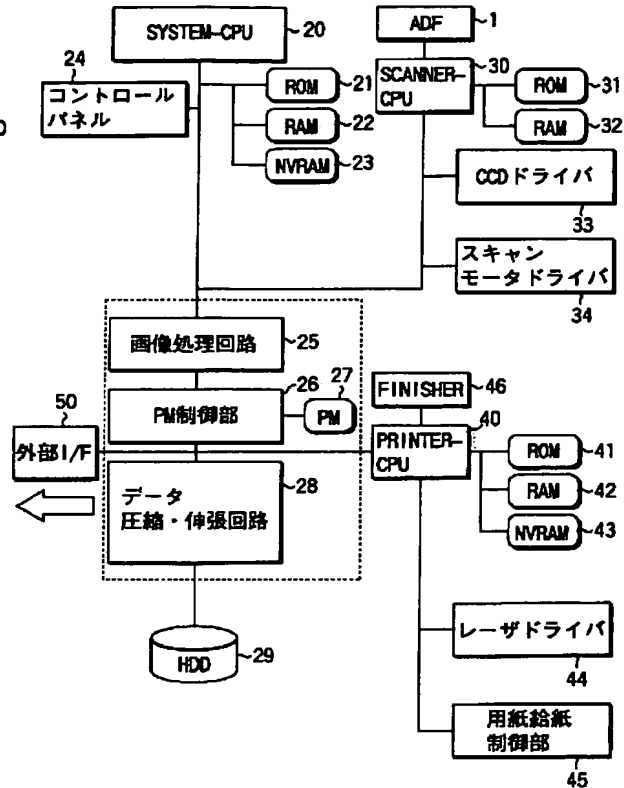 SYSTEM-CPU
20
ADF
1
24
コントロール
パネル
ROM
21
RAM
22
NVRAM
23
30
SCANNER-
CPU
ROM
31
RAM
32
CCDドライバ
33
スキャン
モータドライバ
34
画像処理回路
25
26
27
PM制御部
PM
50
外部I/F
データ
圧縮・伸張回路
28
HDD
29
FINISHER
46
40
PRINTER-
CPU
ROM
41
RAM
42
NVRAM
43
レーザドライバ
44
用紙給紙
制御部
45